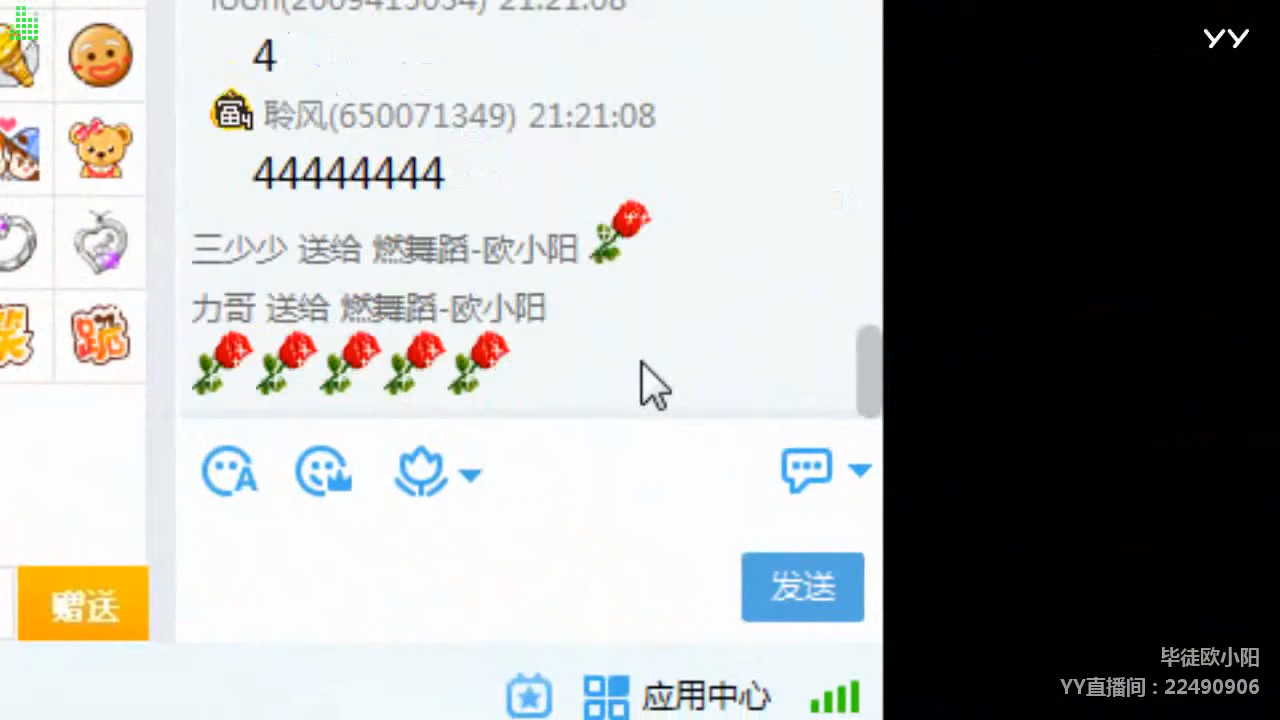 4
聆风(650071349) 21:21:08
44444444
三少少 送给 燃舞蹈-欧小阳
力哥 送给 燃舞蹈-欧小阳
跪
赠送
发送
应用中心
YY
毕徒欧小阳
YY直播间：22490906